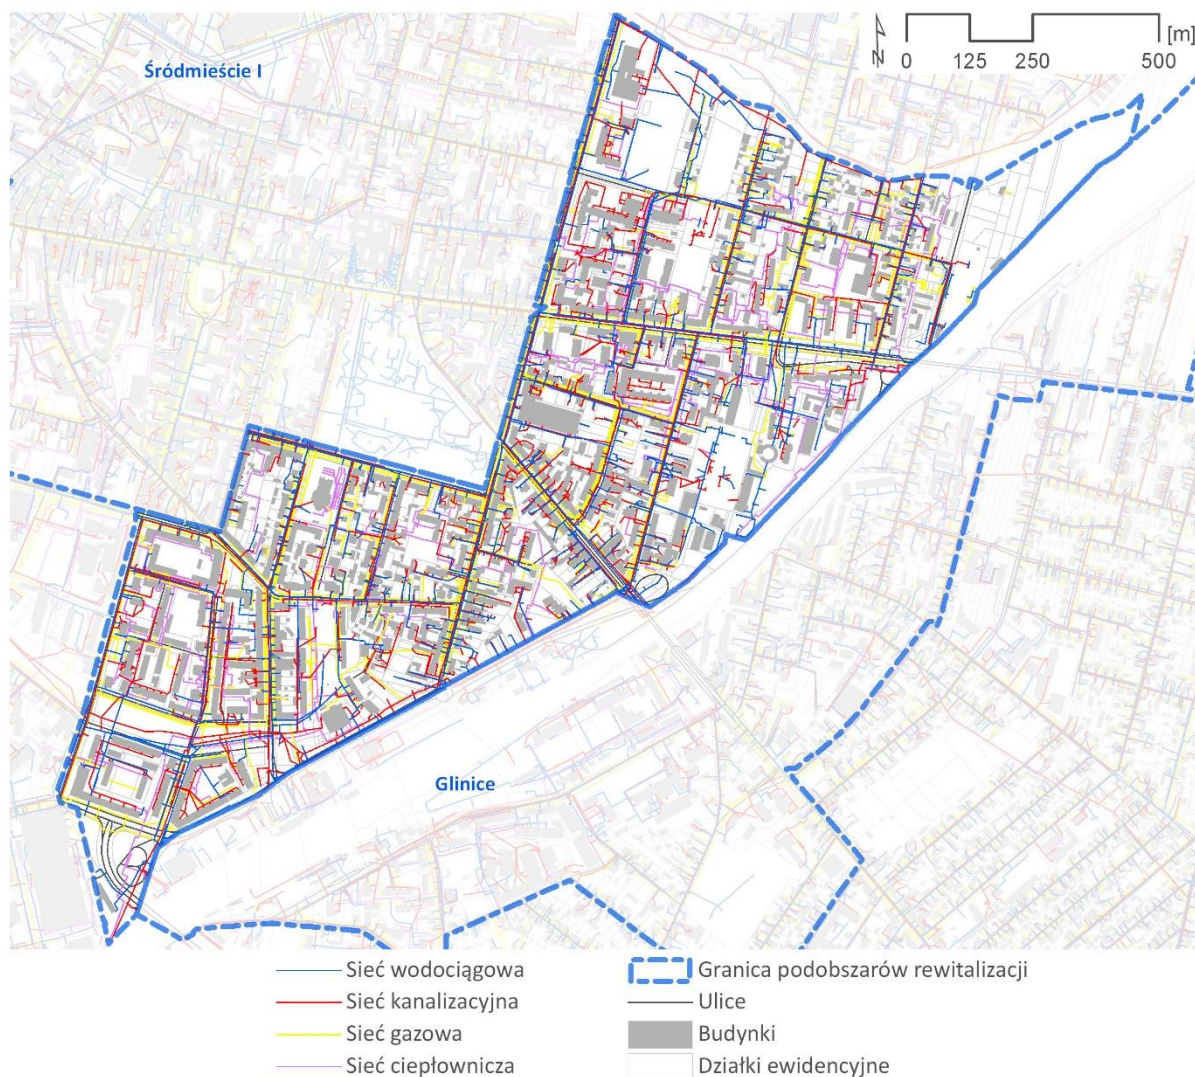 Śródmieście I
N
[m]
0 125 250 500
Glinice
Sieć wodociągowa
Sieć kanalizacyjna
Sieć gazowa
Sieć ciepłownicza
Granica podobszarów rewitalizacji
Ulice
Budynki
Działki ewidencyjne